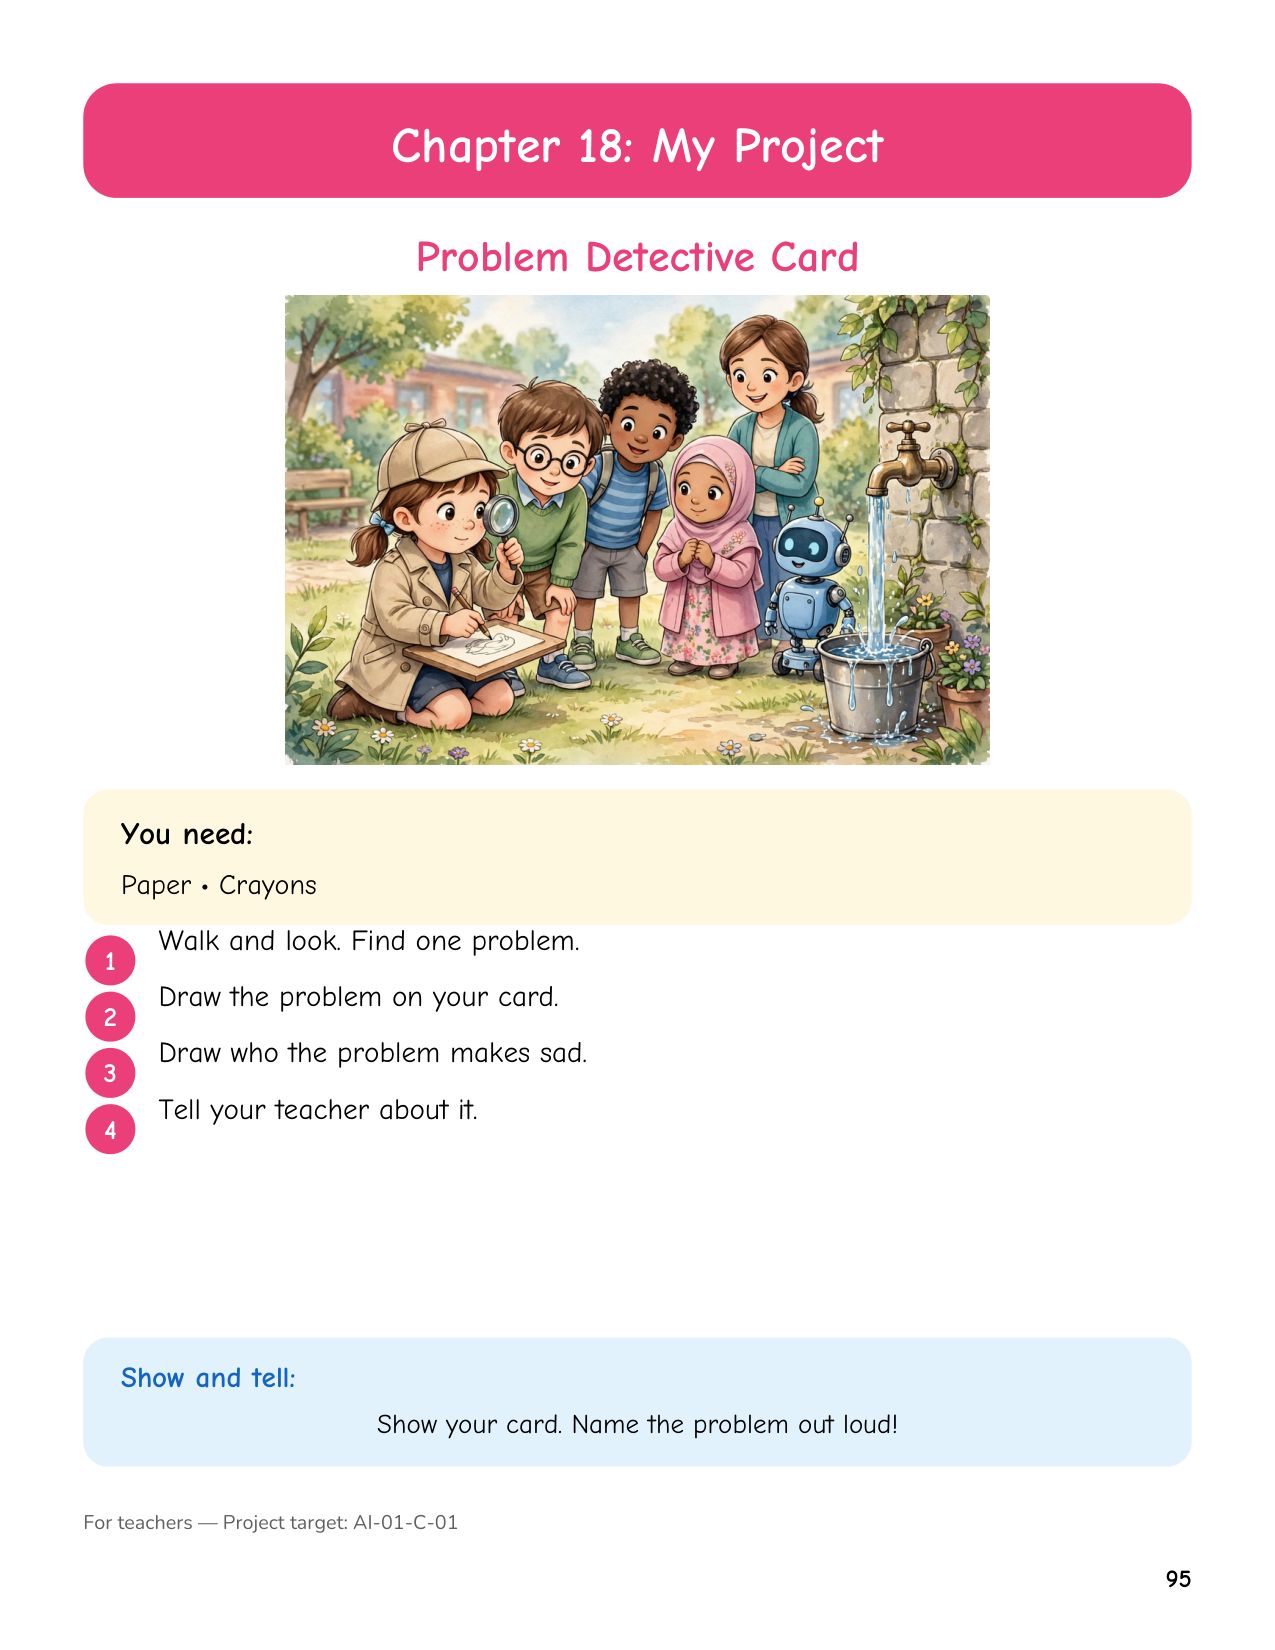 Chapter 18: My Project
Problem Detective Card
You need:
Paper • Crayons
1 Walk and look. Find one problem.
2 Draw the problem on your card.
3 Draw who the problem makes sad.
4 Tell your teacher about it.
Show and tell:
Show your card. Name the problem out loud!
For teachers — Project target: AI-01-C-01
95